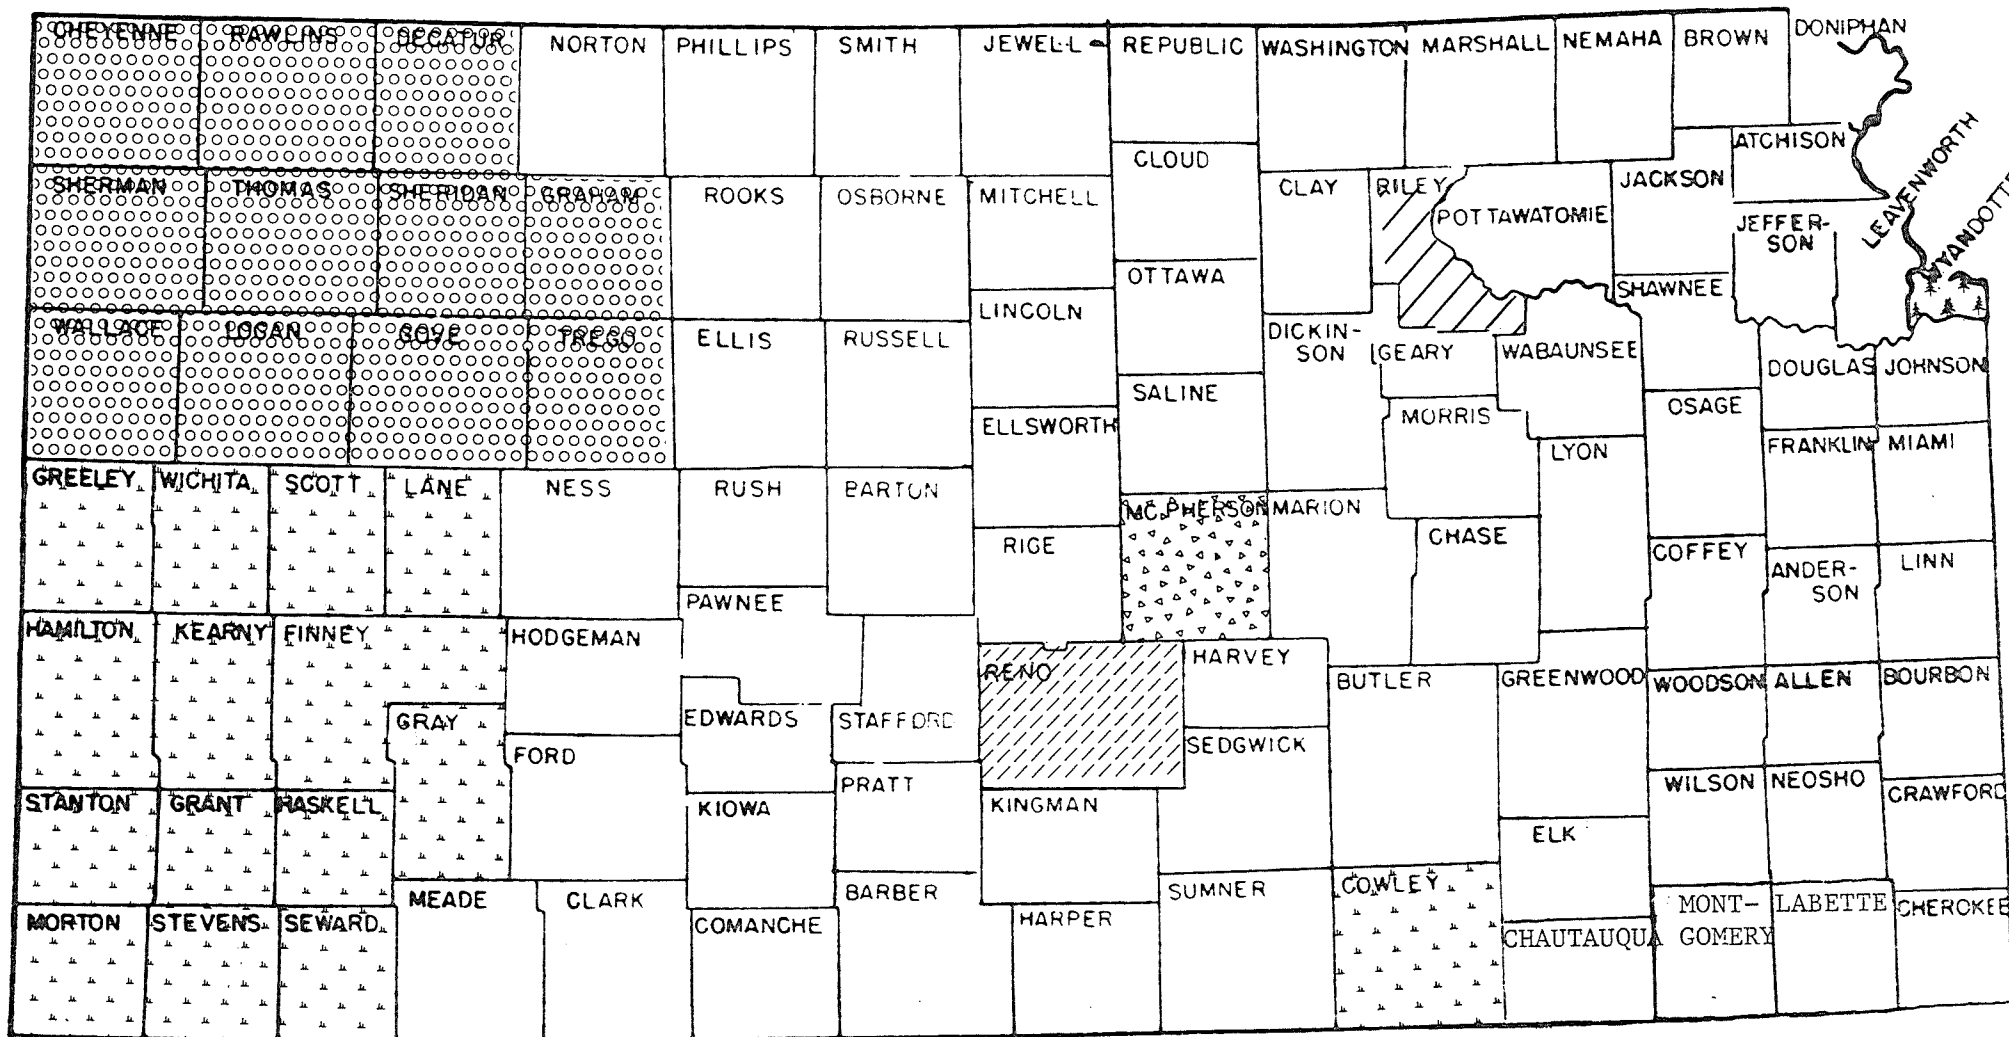 CHEYENNE
RAWLINS
DECATUR
NORTON
PHILLIPS
SMITH
JEWELL
REPUBLIC
WASHINGTON
MARSHALL
NEMAHA
BROWN
DONIPHAN
ATCHISON
CLOUD
SHERMAN
THOMAS
SHERIDAN
GRAHAM
ROOKS
OSBORNE
MITCHELL
CLAY
RILEY
POTTAWATOMIE
JACKSON
JEFFER-
SON
LEAVENWORTH
WYANDOTTE
OTTAWA
SHAWNEE
WALLACE
LOGAN
GOVE
TREGO
ELLIS
RUSSELL
LINCOLN
DICKIN-
SON
GEARY
WABAUNSEE
DOUGLAS
JOHNSON
SALINE
MORRIS
OSAGE
ELLSWORTH
LYON
FRANKLIN
MIAMI
GREELEY
WICHITA
SCOTT
LANE
NESS
RUSH
BARTON
RICE
MC PHERSON
MARION
CHASE
COFFEY
ANDER-
SON
LINN
PAWNEE
HAMILTON
KEARNY
FINNEY
HODGEMAN
RENO
HARVEY
BUTLER
GREENWOOD
WOODSON
ALLEN
BOURBON
GRAY
EDWARDS
STAFFORD
FORD
SEDGWICK
PRATT
WILSON
NEOSHO
CRAWFORD
STANTON
GRANT
HASKELL
KIOWA
KINGMAN
ELK
MEADE
CLARK
BARBER
SUMNER
COWLEY
MONT-
GOMERY
LABETTE
CHEROKEE
MORTON
STEVENS
SEWARD
COMANCHE
HARPER
CHAUTAUQUA